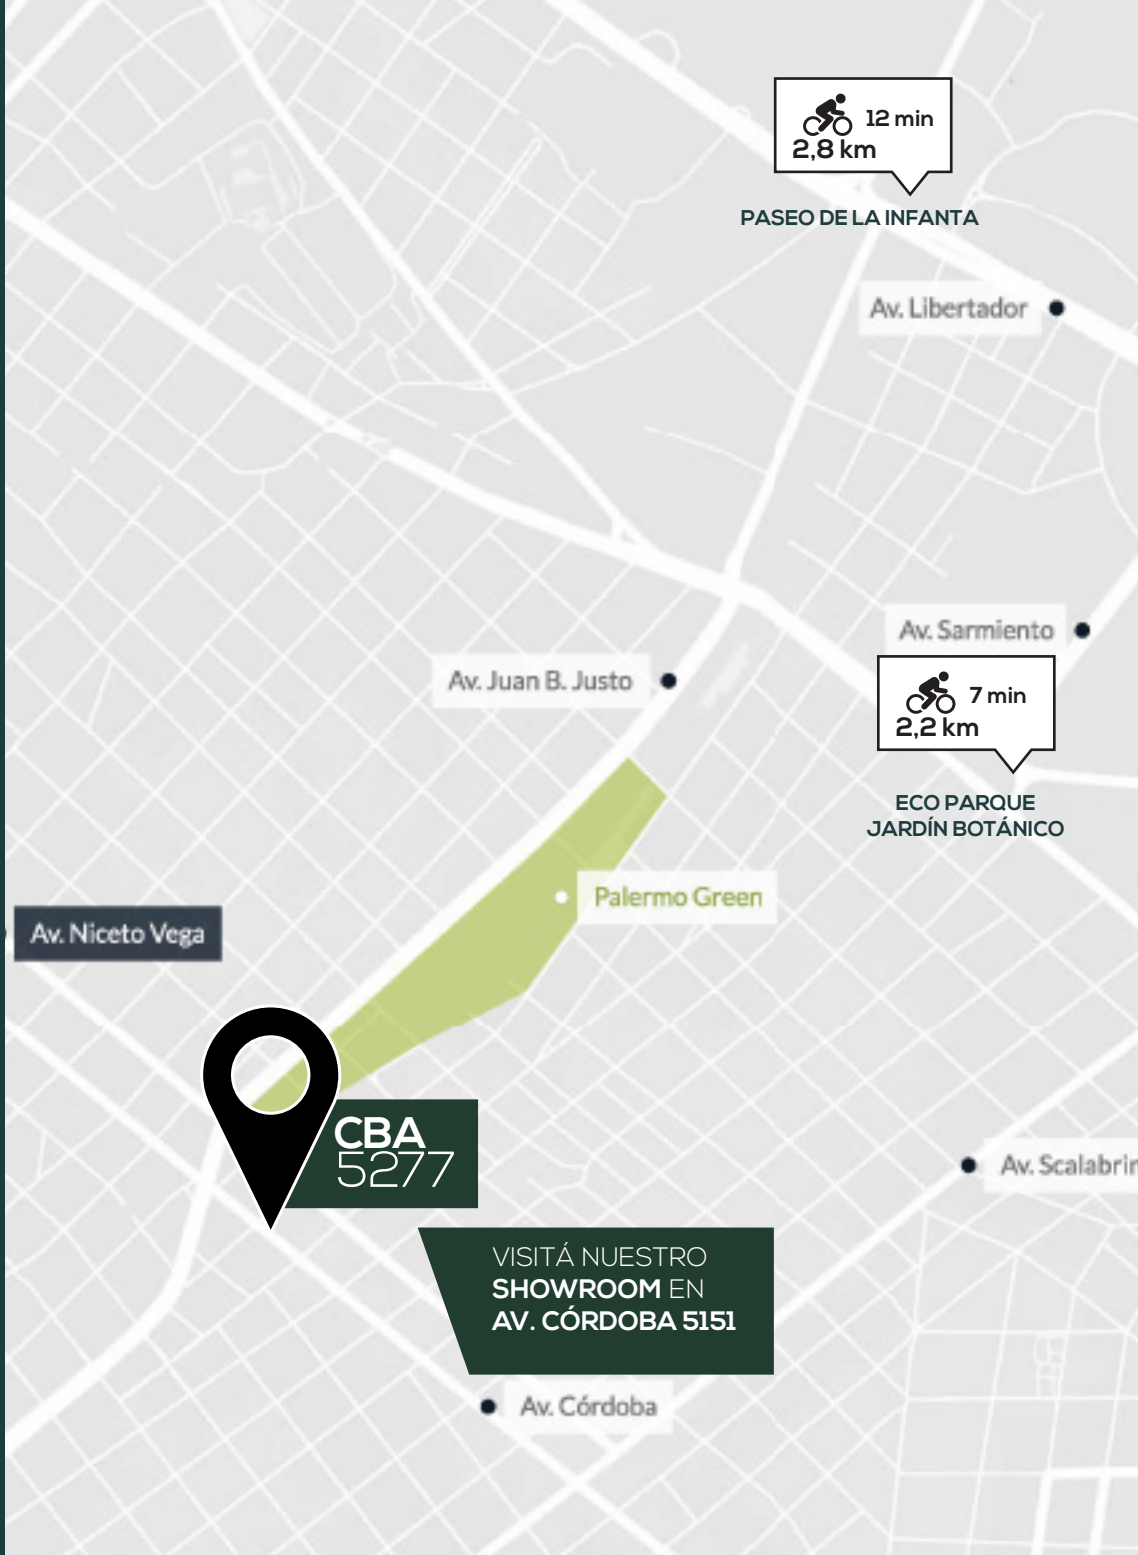 12 min
2,8 km
PASEO DE LA INFANTA
Av. Libertador
Av. Sarmiento
Av. Juan B. Justo
7 min
2,2 km
ECO PARQUE
JARDÍN BOTÁNICO
Palermo Green
Av. Niceto Vega
CBA
5277
Av. Scalabrin
VISITÁ NUESTRO
SHOWROOM EN
AV. CÓRDOBA 5151
Av. Córdoba